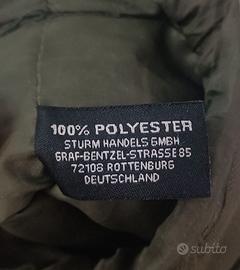 100% POLYESTER
STURM HANDELS GMBH
GRAF-BENTZEL-STRASSE 85
72108 ROTTENBURG
DEUTSCHLAND
subito